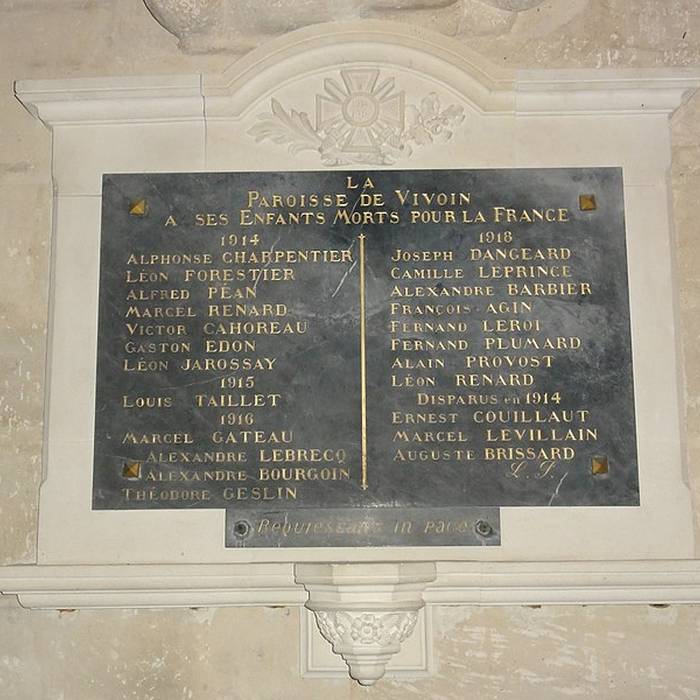 LA
PAROISSE DE VIVOIN
A SES ENFANTS MORTS POUR LA FRANCE
1914
ALPHONSE CHARPENTIER
LÉON FORESTIER
ALFRED PÉAN
MARCEL RENARD
VICTOR CAHOREAU
GASTON EDON
LÉON JAROSSAY
1915
LOUIS TAILLET
1916
MARCEL GATEAU
ALEXANDRE LEBRECQ
ALEXANDRE BOURGOIN
THÉODORE GESLIN
1918
JOSEPH DANGEARD
CAMILLE LEPRINCE
ALEXANDRE BARBIER
FRANÇOIS AGIN
FERNAND LEROI
FERNAND PLUMARD
ALAIN PROVOST
LÉON RENARD
DISPARUS en 1914
ERNEST COUILLAUT
MARCEL LEVILLAIN
AUGUSTE BRISSARD
REQUIESCANT IN PACE